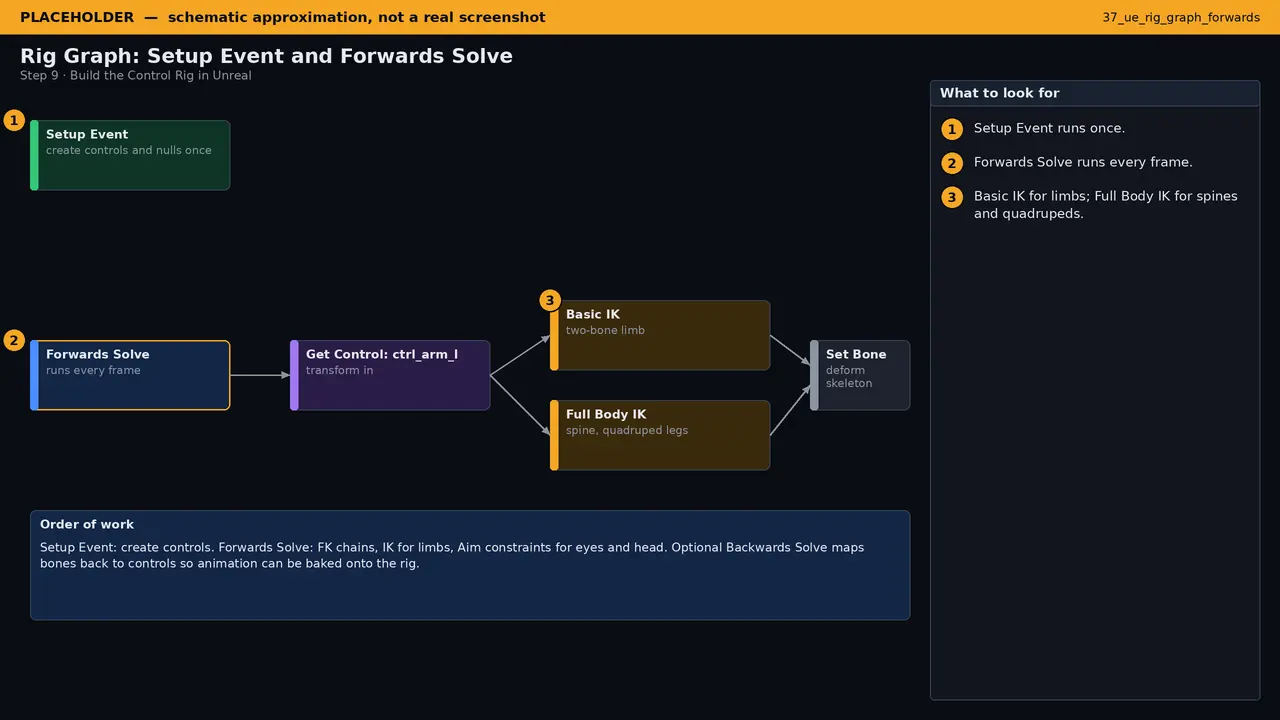 PLACEHOLDER — schematic approximation, not a real screenshot
37_ue_rig_graph_forwards
Rig Graph: Setup Event and Forwards Solve
Step 9 · Build the Control Rig in Unreal
1
Setup Event
create controls and nulls once
2
Forwards Solve
runs every frame
Get Control: ctrl_arm_l
transform in
3
Basic IK
two-bone limb
Full Body IK
spine, quadruped legs
Set Bone
deform
skeleton
Order of work
Setup Event: create controls. Forwards Solve: FK chains, IK for limbs, Aim constraints for eyes and head. Optional Backwards Solve maps
bones back to controls so animation can be baked onto the rig.
What to look for
1 Setup Event runs once.
2 Forwards Solve runs every frame.
3 Basic IK for limbs; Full Body IK for spines
and quadrupeds.